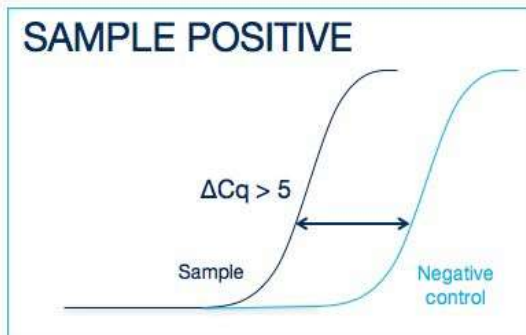 SAMPLE POSITIVE
ΔCq > 5
Sample
Negative
control